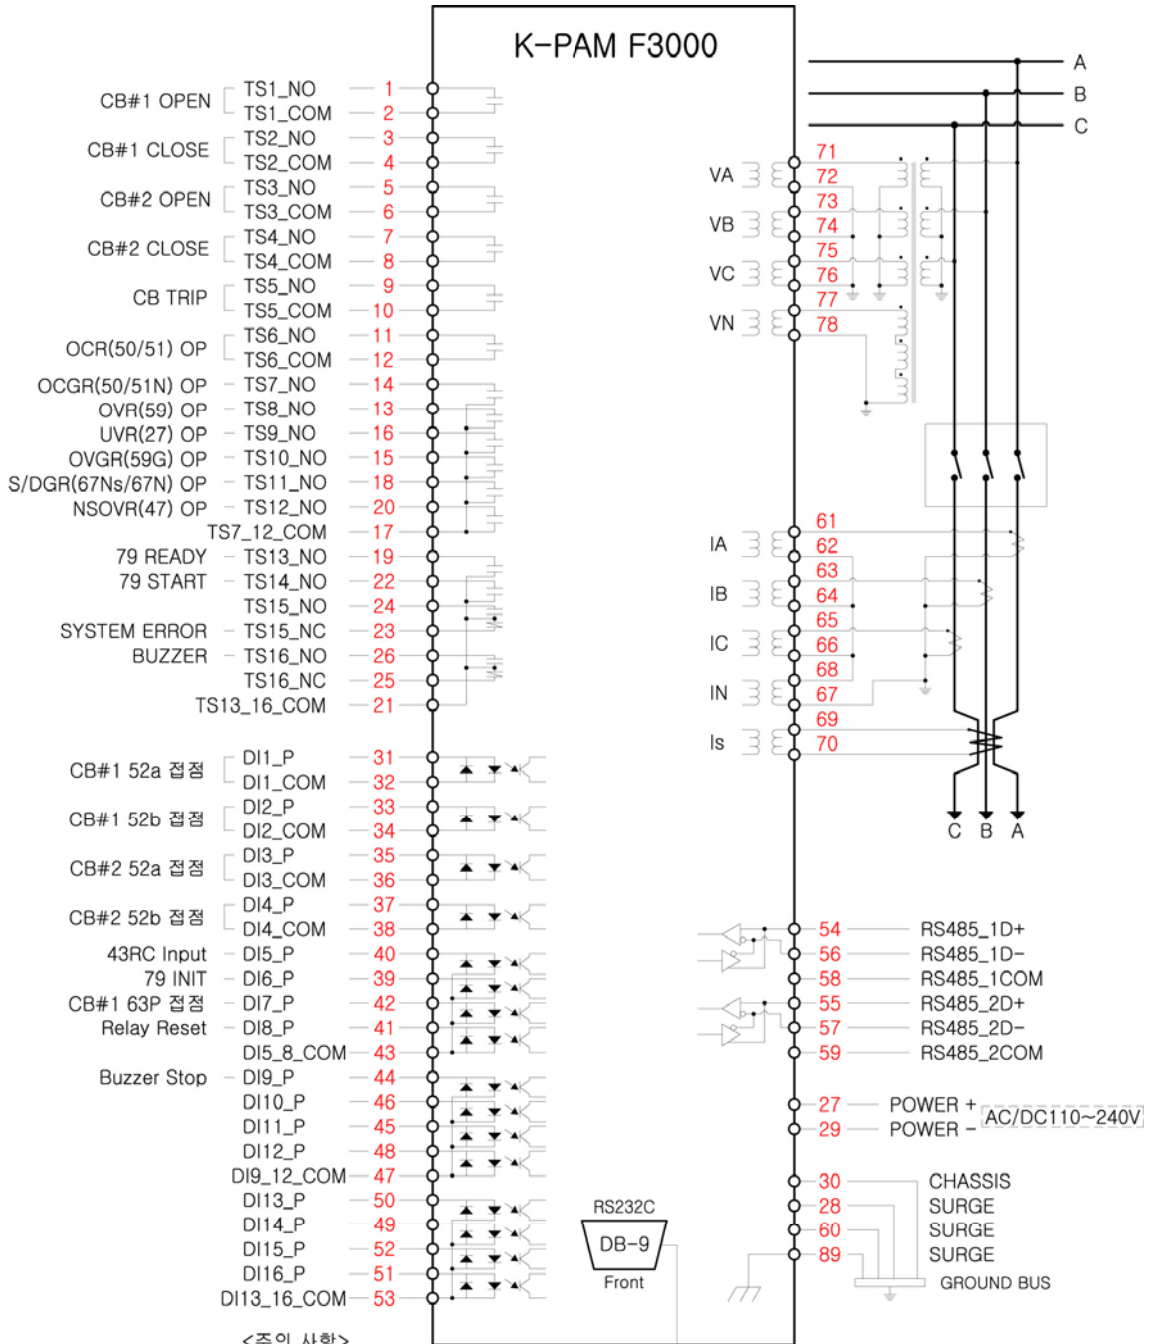 K-PAM F3000
CB#1 OPEN
TS1_NO 1
TS1_COM 2
CB#1 CLOSE
TS2_NO 3
TS2_COM 4
CB#2 OPEN
TS3_NO 5
TS3_COM 6
CB#2 CLOSE
TS4_NO 7
TS4_COM 8
CB TRIP
TS5_NO 9
TS5_COM 10
OCR(50/51) OP
TS6_NO 11
TS6_COM 12
OCGR(50/51N) OP TS7_NO 14
OVR(59) OP TS8_NO 13
UVR(27) OP TS9_NO 16
OVGR(59G) OP TS10_NO 15
S/DGR(67Ns/67N) OP TS11_NO 18
NSOVR(47) OP TS12_NO 20
TS7_12_COM 17
79 READY TS13_NO 19
79 START TS14_NO 22
TS15_NO 24
SYSTEM ERROR TS15_NC 23
BUZZER TS16_NO 26
TS16_NC 25
TS13_16_COM 21
CB#1 52a 접점
DI1_P 31
DI1_COM 32
CB#1 52b 접점
DI2_P 33
DI2_COM 34
CB#2 52a 접점
DI3_P 35
DI3_COM 36
CB#2 52b 접점
DI4_P 37
DI4_COM 38
43RC Input DI5_P 40
79 INIT DI6_P 39
CB#1 63P 접점 DI7_P 42
Relay Reset DI8_P 41
DI5_8_COM 43
Buzzer Stop DI9_P 44
DI10_P 46
DI11_P 45
DI12_P 48
DI9_12_COM 47
DI13_P 50
DI14_P 49
DI15_P 52
DI16_P 51
DI13_16_COM 53
<주의 사항>
RS232C
DB-9
Front
A
B
C
VA
71
72
VB
73
74
VC
75
76
VN
77
78
IA
61
62
IB
63
64
IC
65
66
IN
68
67
Is
69
70
C B A
54 RS485_1D+
56 RS485_1D-
58 RS485_1COM
55 RS485_2D+
57 RS485_2D-
59 RS485_2COM
27 POWER +
29 POWER -
AC/DC110~240V
30 CHASSIS
28 SURGE
60 SURGE
89 SURGE
GROUND BUS